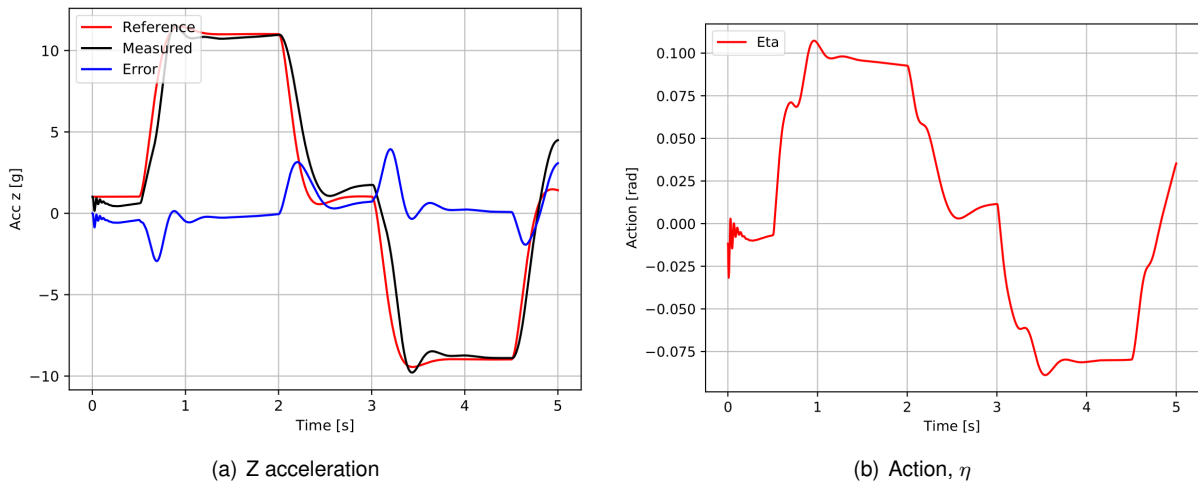 Reference
Measured
Error
10
5
0
−5
−10
Acc z [g]
0 1 2 3 4 5
Time [s]
(a) Z acceleration
Eta
0.100
0.075
0.050
0.025
0.000
−0.025
−0.050
−0.075
Action [rad]
0 1 2 3 4 5
Time [s]
(b) Action, η